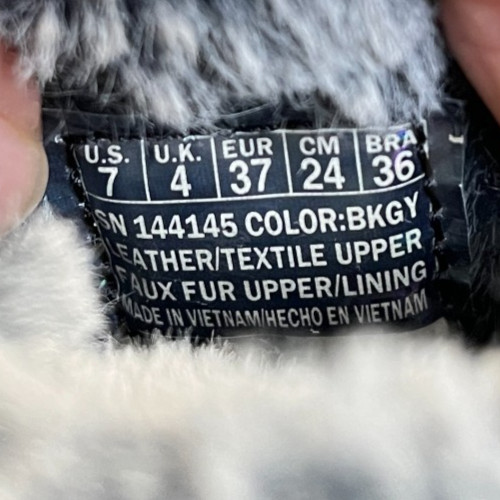 U.S. U.K. EUR CM BRA
7 4 37 24 36
SN 144145 COLOR:BKGY
LEATHER/TEXTILE UPPER
FAUX FUR UPPER/LINING
MADE IN VIETNAM/HECHO EN VIETNAM